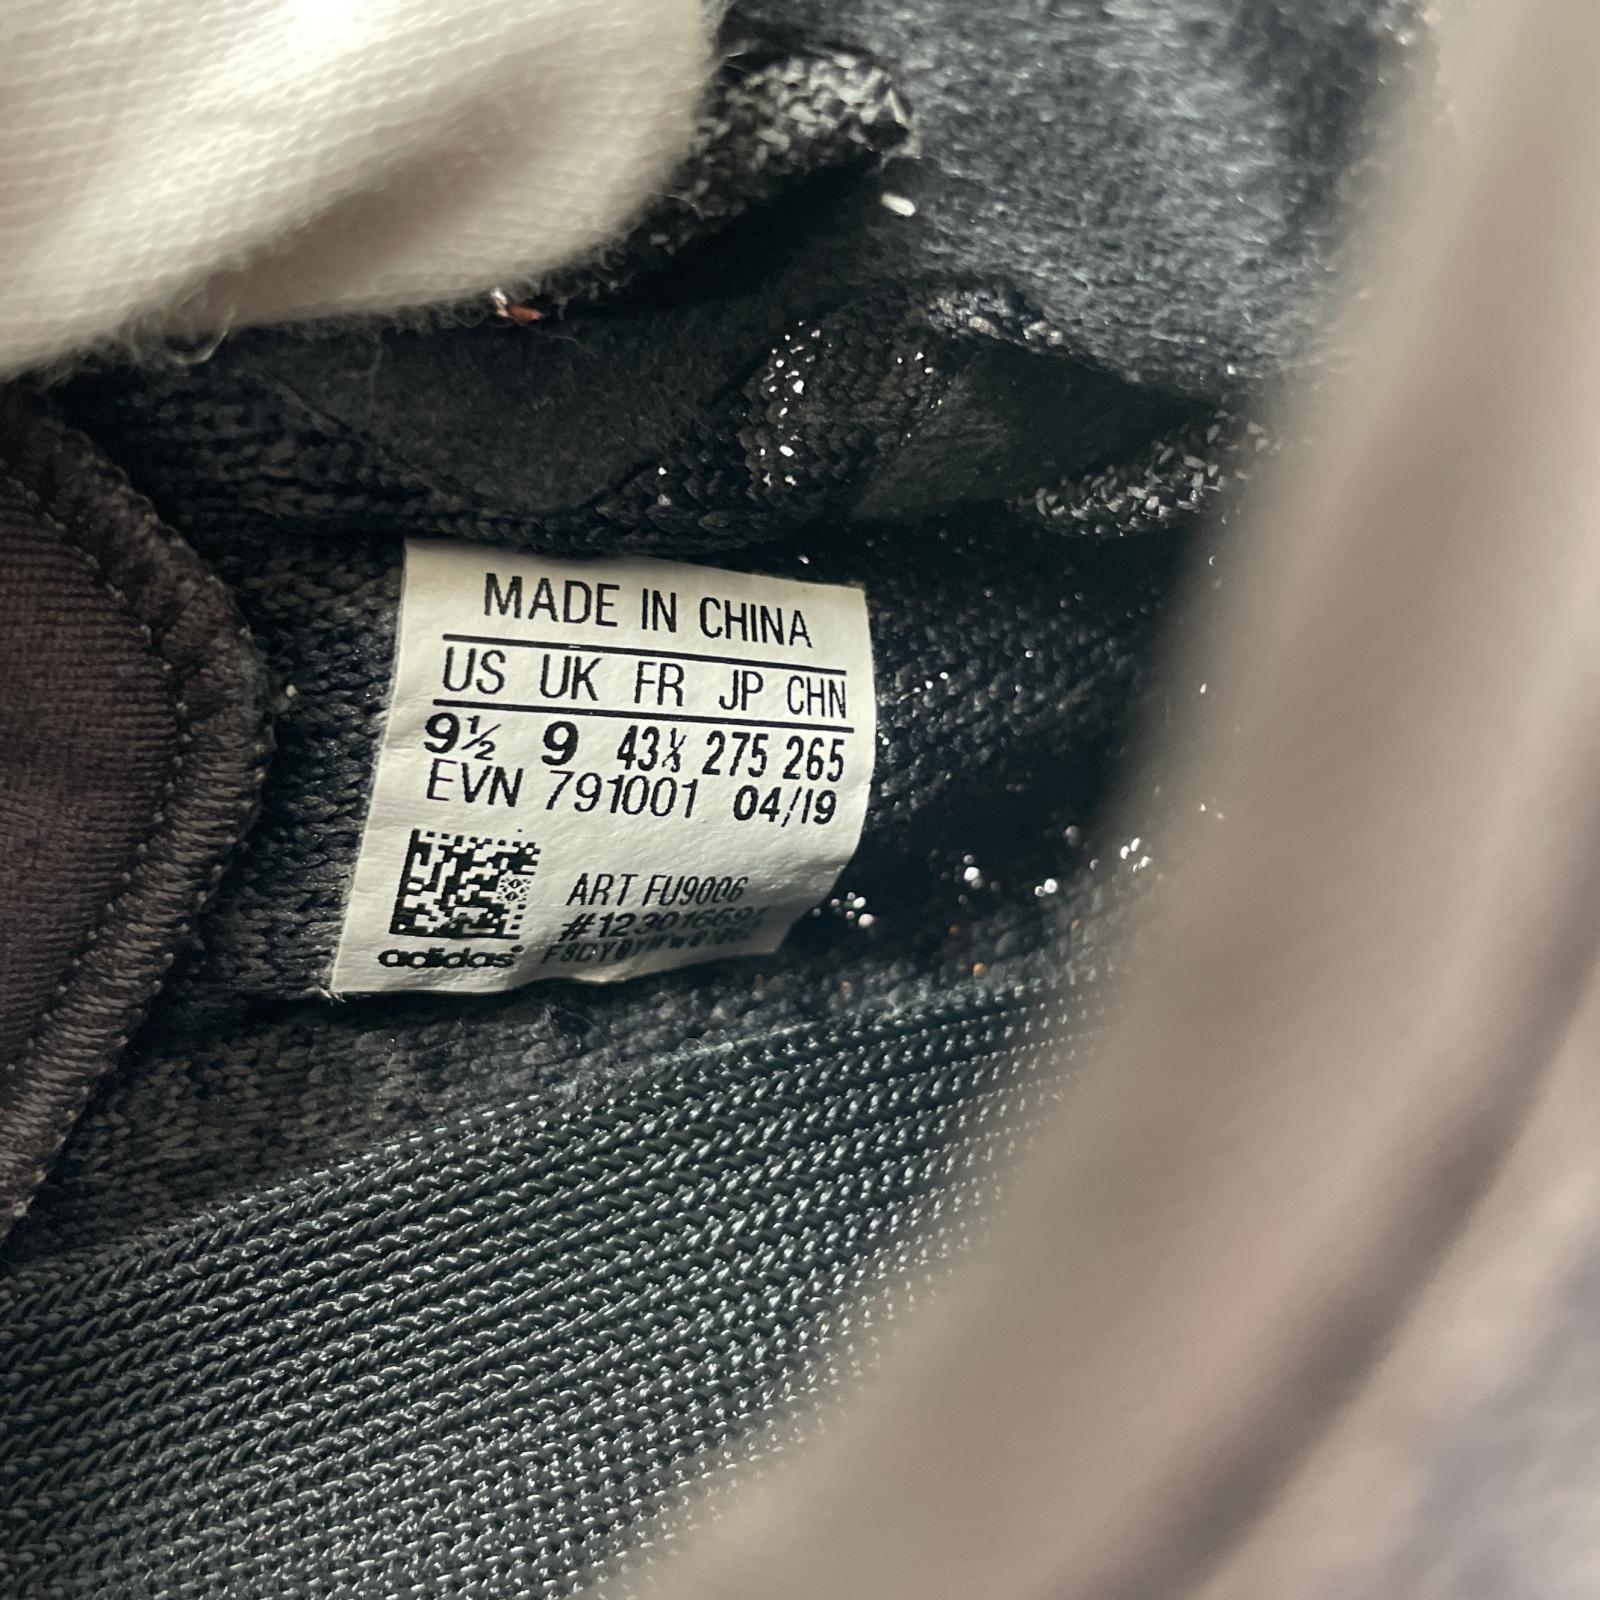 MADE IN CHINA
US UK FR JP CHN
9½ 9 43⅓ 275 265
EVN 791001 04/19
ART FU9006
adidas